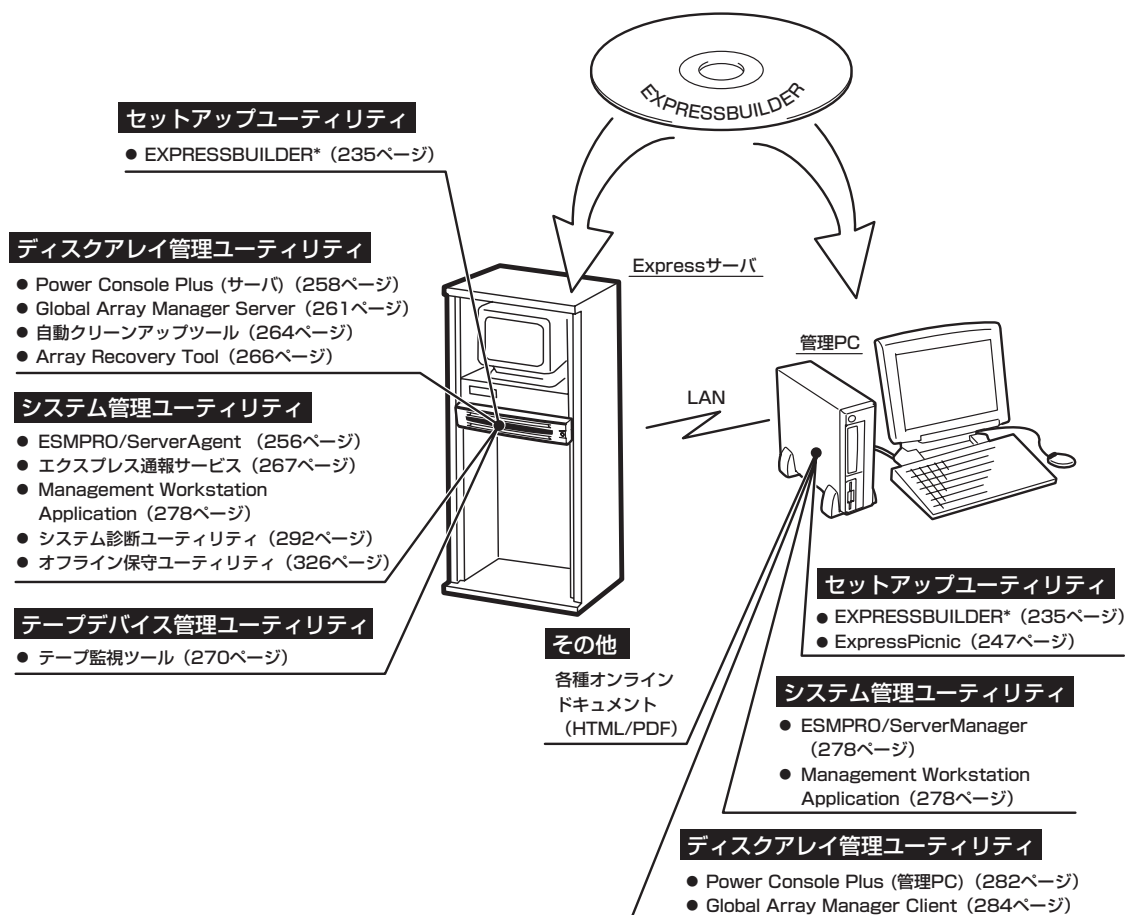 EXPRESSBUILDER
セットアップユーティリティ
● EXPRESSBUILDER*（235ページ）
ディスクアレイ管理ユーティリティ
● Power Console Plus (サーバ)（258ページ）
● Global Array Manager Server（261ページ）
● 自動クリーンアップツール（264ページ）
● Array Recovery Tool（266ページ）
システム管理ユーティリティ
● ESMPRO/ServerAgent （256ページ）
● エクスプレス通報サービス（267ページ）
● Management Workstation
Application（278ページ）
● システム診断ユーティリティ（292ページ）
● オフライン保守ユーティリティ（326ページ）
テープデバイス管理ユーティリティ
● テープ監視ツール（270ページ）
Expressサーバ
LAN
管理PC
その他
各種オンライン
ドキュメント
（HTML/PDF）
セットアップユーティリティ
● EXPRESSBUILDER*（235ページ）
● ExpressPicnic（247ページ）
システム管理ユーティリティ
● ESMPRO/ServerManager
（278ページ）
● Management Workstation
Application（278ページ）
ディスクアレイ管理ユーティリティ
● Power Console Plus (管理PC)（282ページ）
● Global Array Manager Client（284ページ）